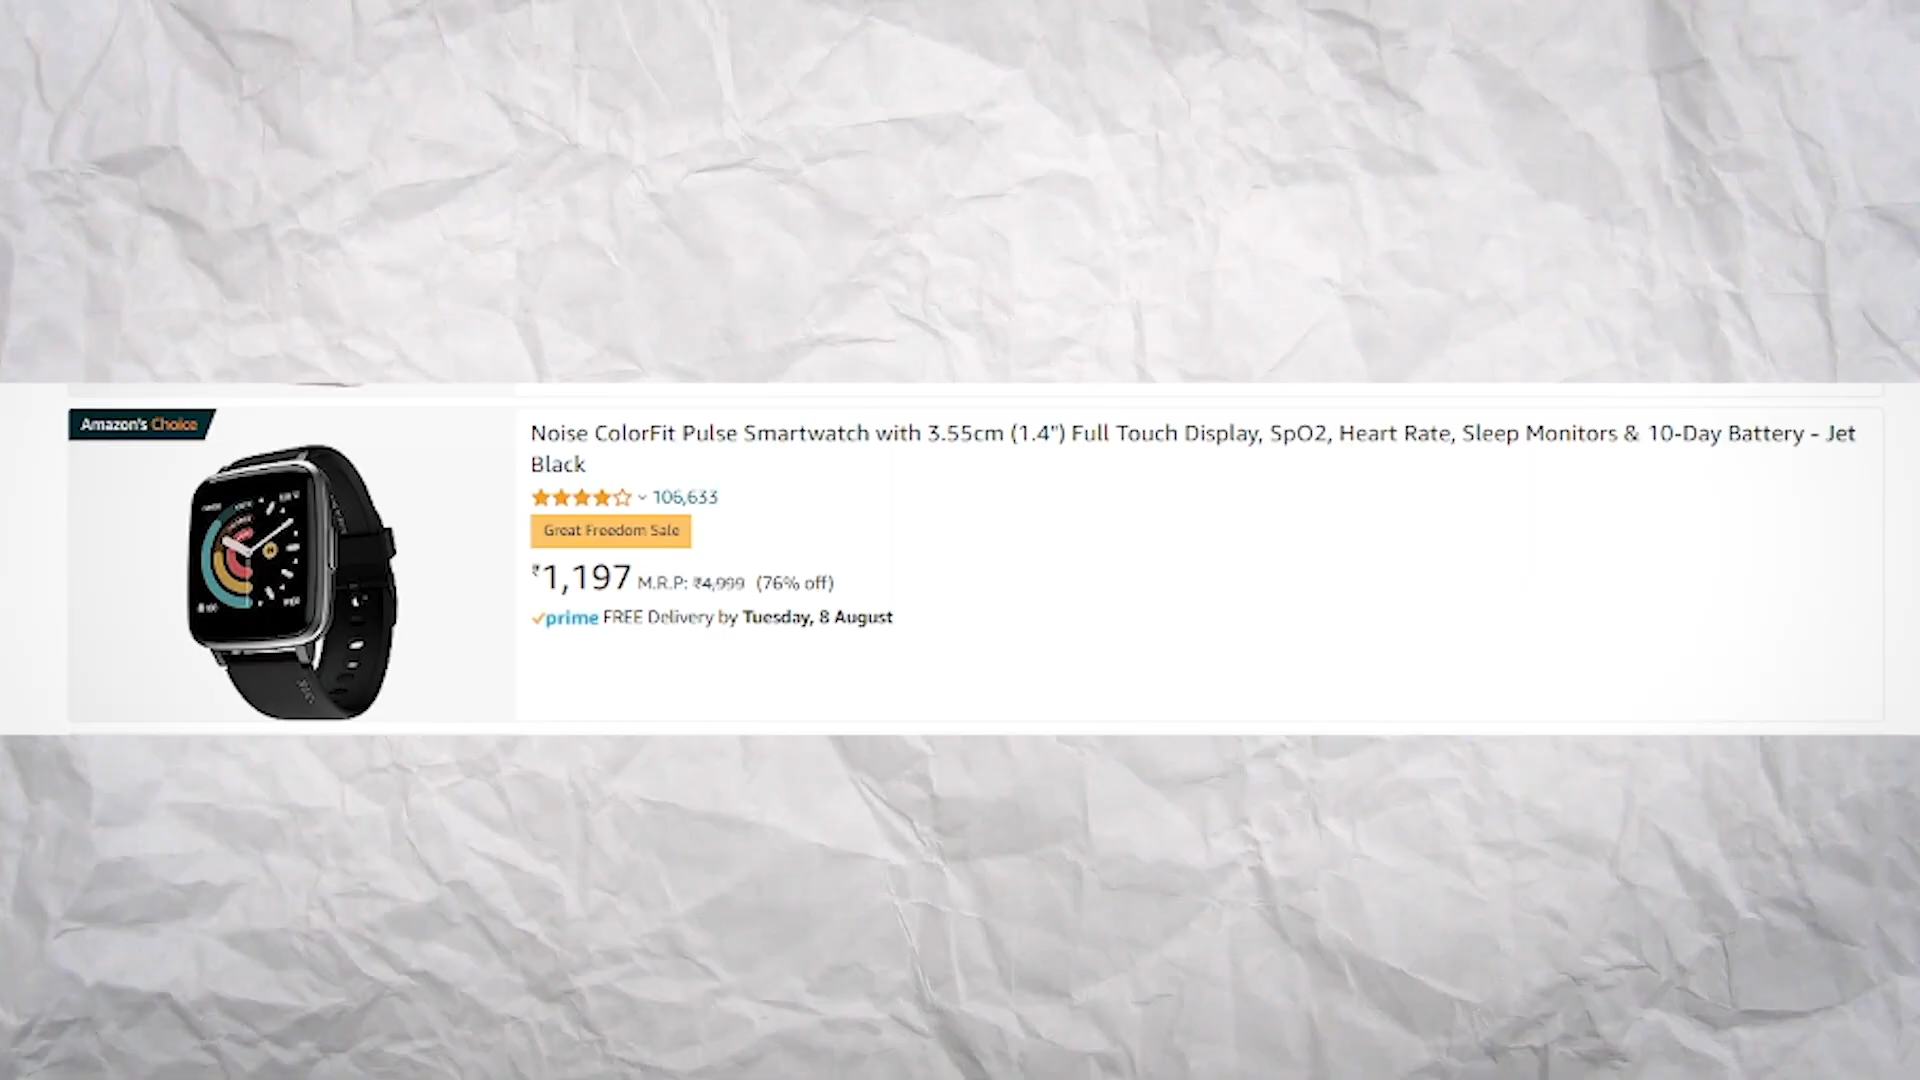 Amazon's Choice
Noise ColorFit Pulse Smartwatch with 3.55cm (1.4") Full Touch Display, SpO2, Heart Rate, Sleep Monitors & 10-Day Battery - Jet
Black
106,633
Great Freedom Sale
₹1,197 M.R.P: ₹4,999 (76% off)
prime FREE Delivery by Tuesday, 8 August